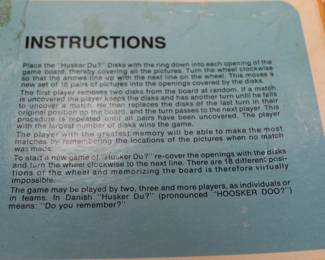 INSTRUCTIONS
Place the "Husker Du?" Disks with the ring down into each opening of the
game board, thereby covering all the pictures. Turn the wheel clockwise
so that the arrows line up with the next line on the wheel. This moves a
new set of 18 pairs of pictures into the openings covered by the disks.
The first player removes two disks from the board at random. If a match
is uncovered the player keeps the disks and has another turn until he fails
to uncover a match. He then replaces the disks of the last turn in their
original position on the board, and the turn passes to the next player. This
procedure is repeated until all pairs have been uncovered. The player
with the largest number of disks wins the game.
The player with the greatest memory will be able to make the most
matches by remembering the locations of the pictures when no match
was made.
To start a new game of "Husker Du?" re-cover the openings with the disks
and turn the wheel clockwise to the next line. There are 18 different posi-
tions of the wheel and memorizing the board is therefore virtually
impossible.
The game may be played by two, three and more players, as individuals or
in teams. In Danish "Husker Du?" (pronounced "HOOSKER DOO?")
means: "Do you remember?"